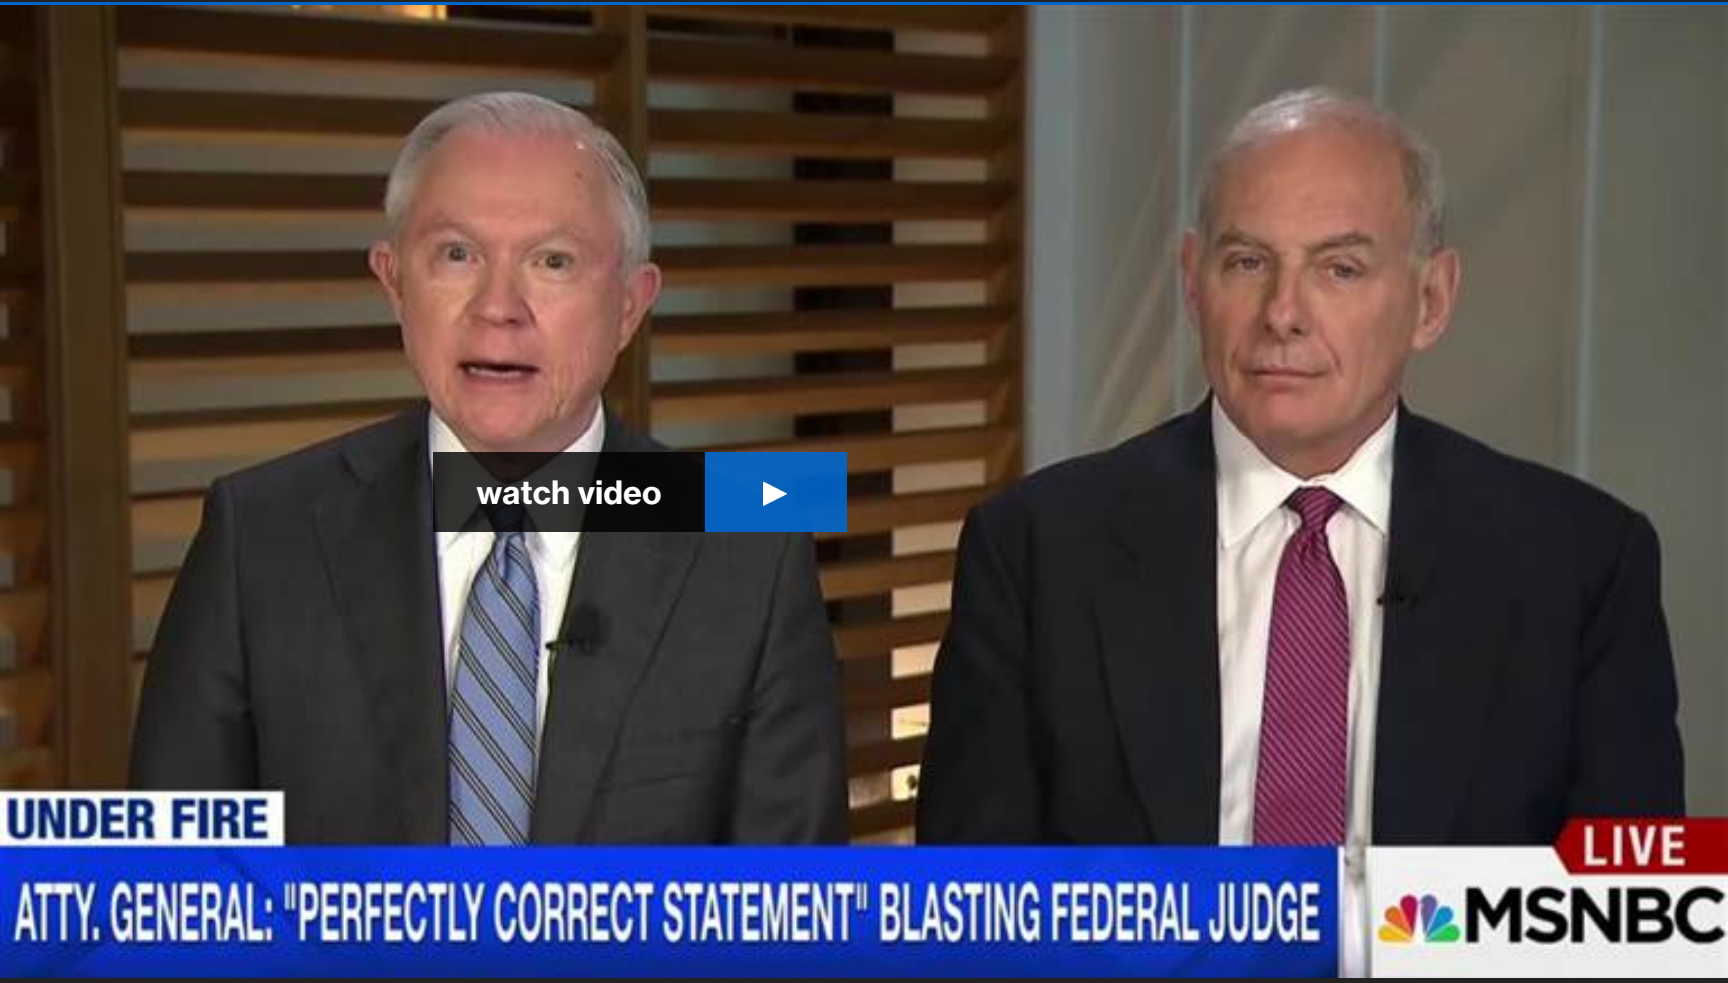 watch video
UNDER FIRE
LIVE
ATTY. GENERAL: "PERFECTLY CORRECT STATEMENT" BLASTING FEDERAL JUDGE
MSNBC